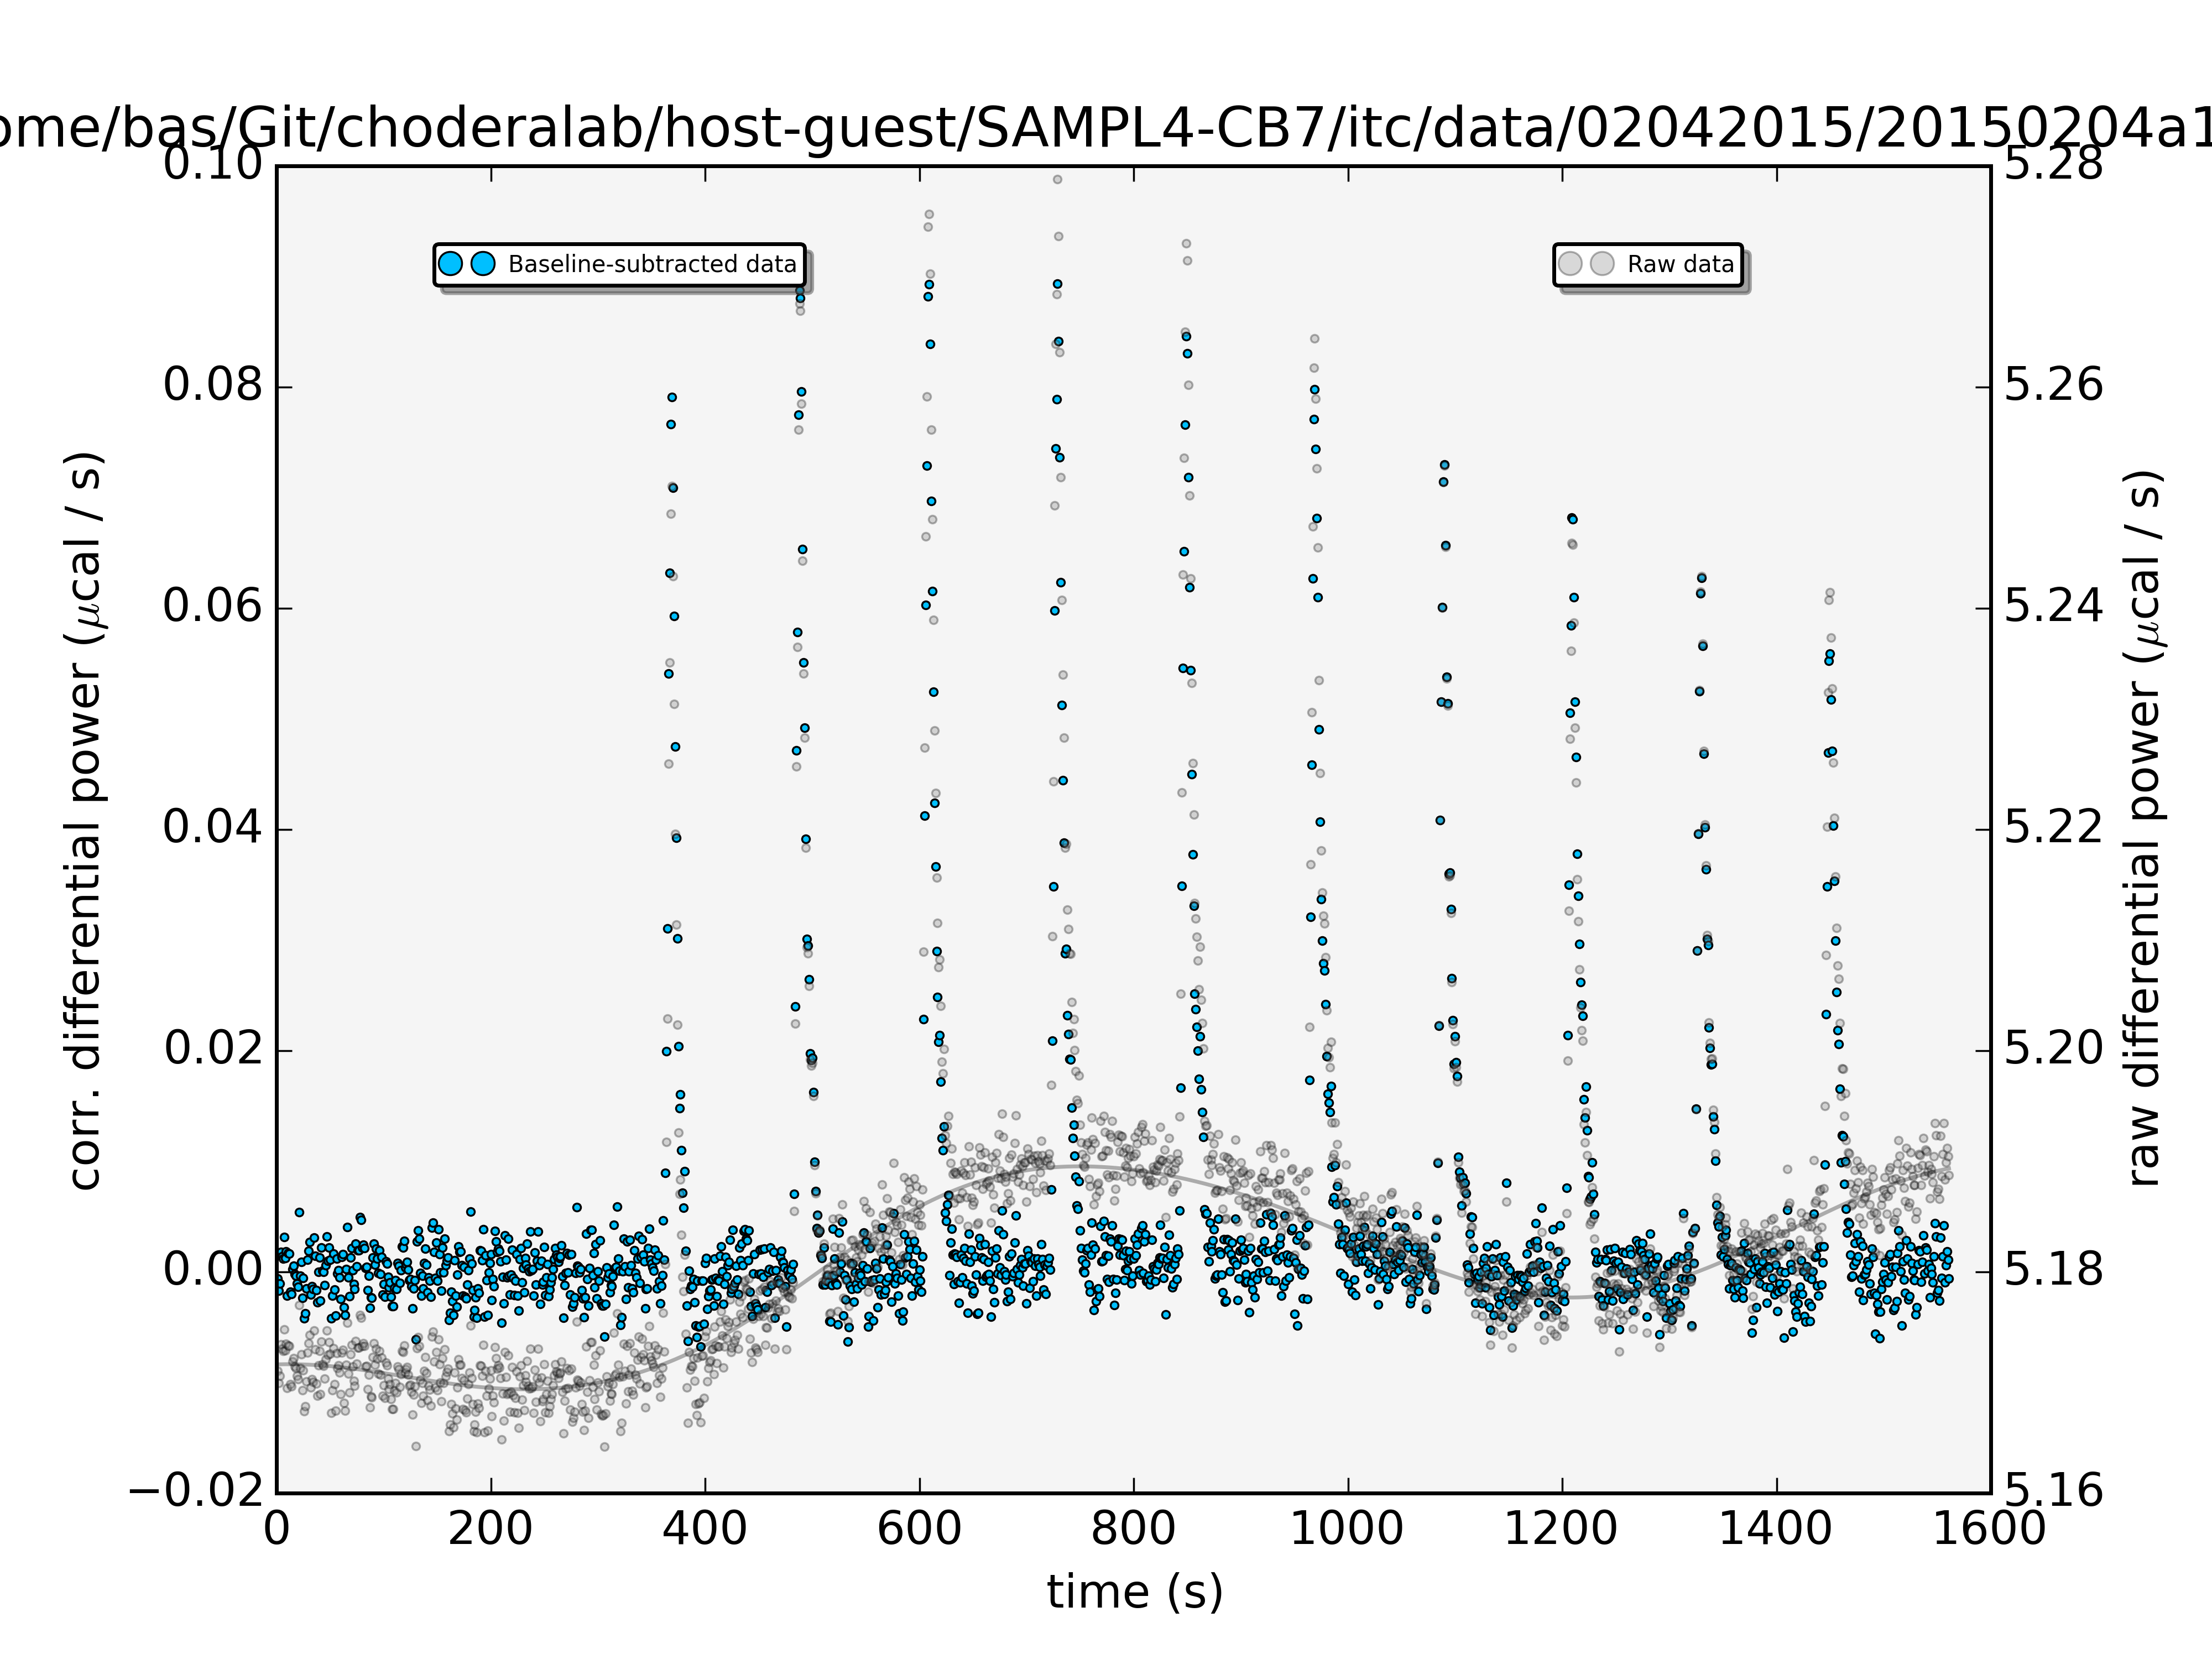 ome/bas/Git/choderalab/host-guest/SAMPL4-CB7/itc/data/02042015/20150204a1
Baseline-subtracted data
Raw data
corr. differential power (μcal / s)
0.10
0.08
0.06
0.04
0.02
0.00
−0.02
5.28
5.26
5.24
5.22
5.20
5.18
5.16
raw differential power (μcal / s)
0 200 400 600 800 1000 1200 1400 1600
time (s)